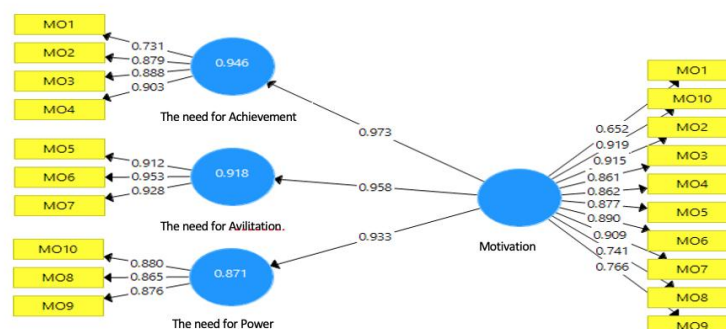 MO1
MO2
MO3
MO4
0.731
0.879
0.888
0.903
0.946
The need for Achievement
MO5
MO6
MO7
0.912
0.953
0.928
0.918
The need for Avilitation.
MO10
MO8
MO9
0.880
0.865
0.876
0.871
The need for Power
0.973
0.958
0.933
Motivation
0.652
0.919
0.915
0.861
0.862
0.877
0.890
0.909
0.741
0.766
MO1
MO10
MO2
MO3
MO4
MO5
MO6
MO7
MO8
MO9